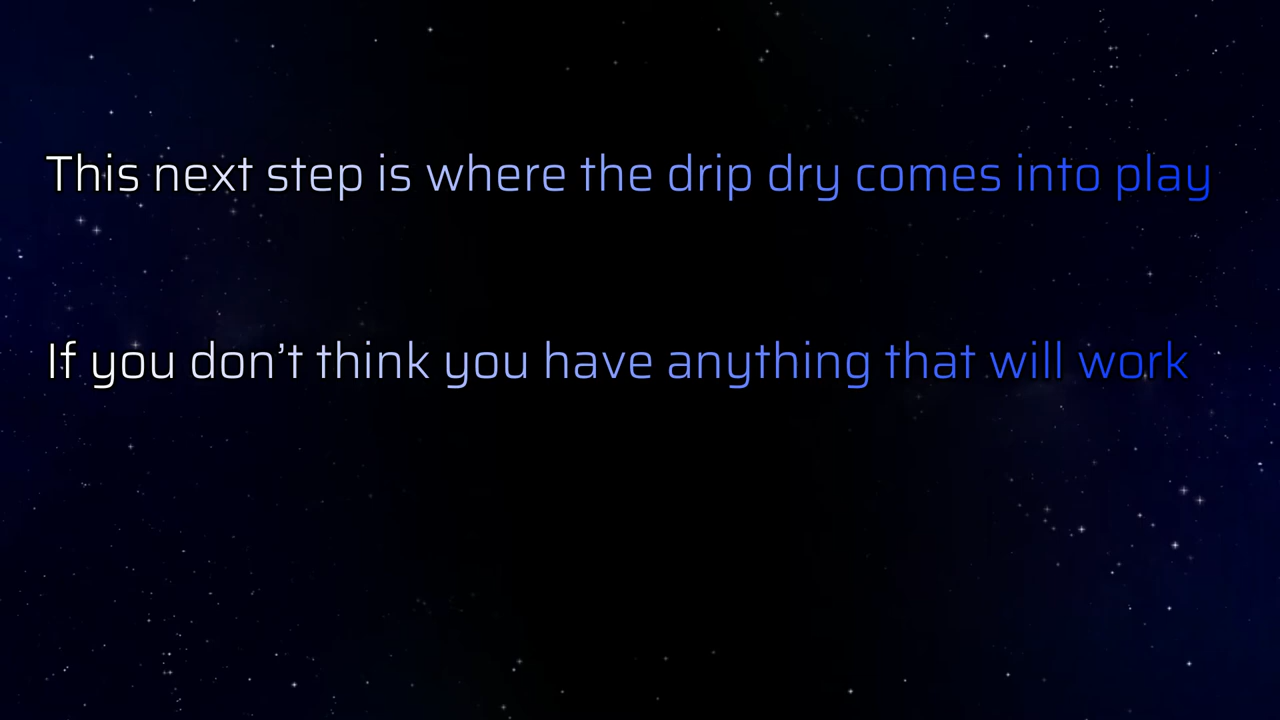 This next step is where the drip dry comes into play
If you don’t think you have anything that will work